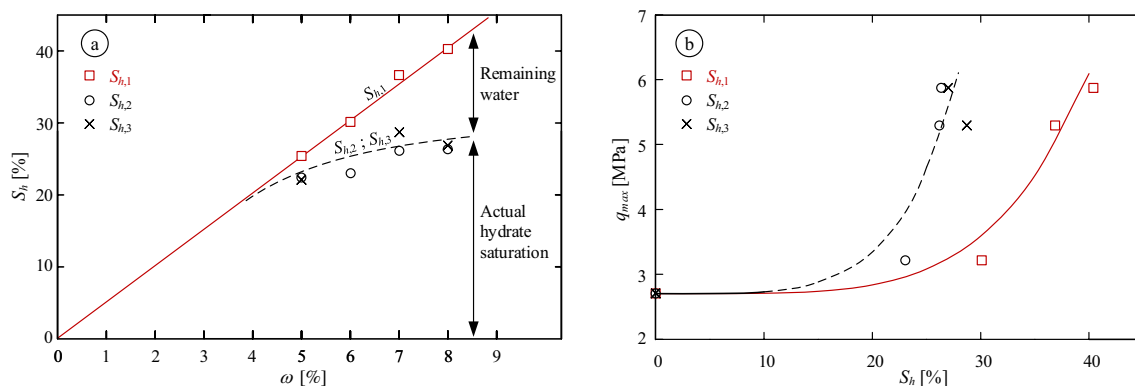 a
S_h,1
S_h,2
S_h,3
40
30
20
10
0
S_h [%]
0 1 2 3 4 5 6 7 8 9
ω [%]
S_h,1
S_h,2 ; S_h,3
Remaining
water
Actual
hydrate
saturation
b
S_h,1
S_h,2
S_h,3
7
6
5
4
3
2
q_max [MPa]
0 10 20 30 40
S_h [%]